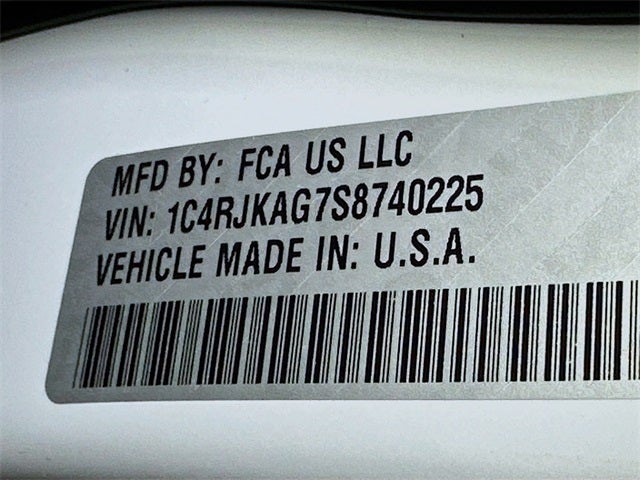 MFD BY: FCA US LLC
VIN: 1C4RJKAG7S8740225
VEHICLE MADE IN: U.S.A.